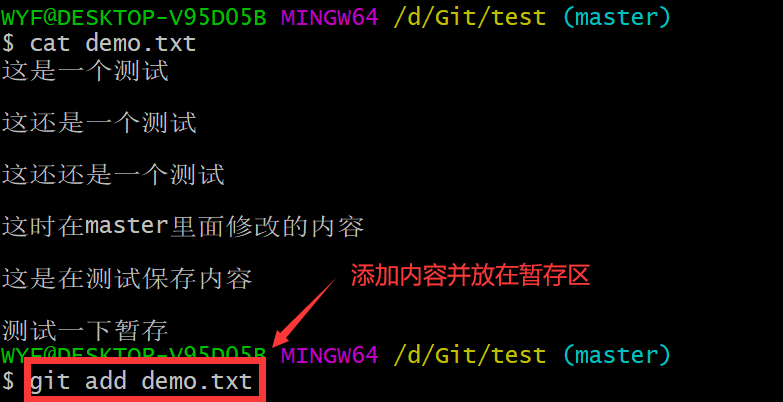 WYF@DESKTOP-V95DO5B MINGW64 /d/Git/test (master)
$ cat demo.txt
这是一个测试
这还是一个测试
这还还是一个测试
这时在master里面修改的内容
这是在测试保存内容
添加内容并放在暂存区
测试一下暂存
WYF@DESKTOP-V95DO5B MINGW64 /d/Git/test (master)
$ git add demo.txt